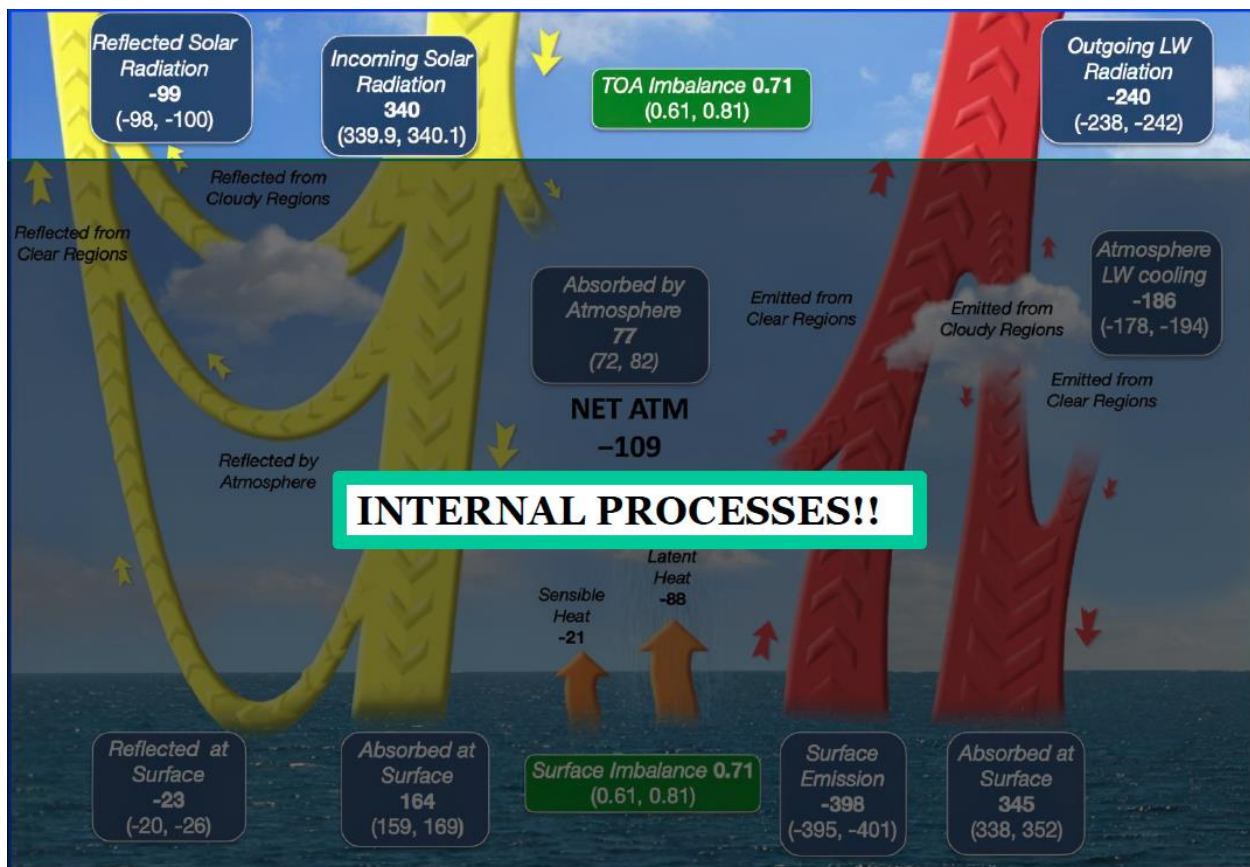 Reflected Solar
Radiation
-99
(-98, -100)
Incoming Solar
Radiation
340
(339.9, 340.1)
TOA Imbalance 0.71
(0.61, 0.81)
Outgoing LW
Radiation
-240
(-238, -242)
Reflected from
Cloudy Regions
Reflected from
Clear Regions
Absorbed by
Atmosphere
77
(72, 82)
Emitted from
Clear Regions
Emitted from
Cloudy Regions
Atmosphere
LW cooling
-186
(-178, -194)
Emitted from
Clear Regions
NET ATM
–109
Reflected by
Atmosphere
INTERNAL PROCESSES!!
Sensible
Heat
-21
Latent
Heat
-88
Reflected at
Surface
-23
(-20, -26)
Absorbed at
Surface
164
(159, 169)
Surface Imbalance 0.71
(0.61, 0.81)
Surface
Emission
-398
(-395, -401)
Absorbed at
Surface
345
(338, 352)